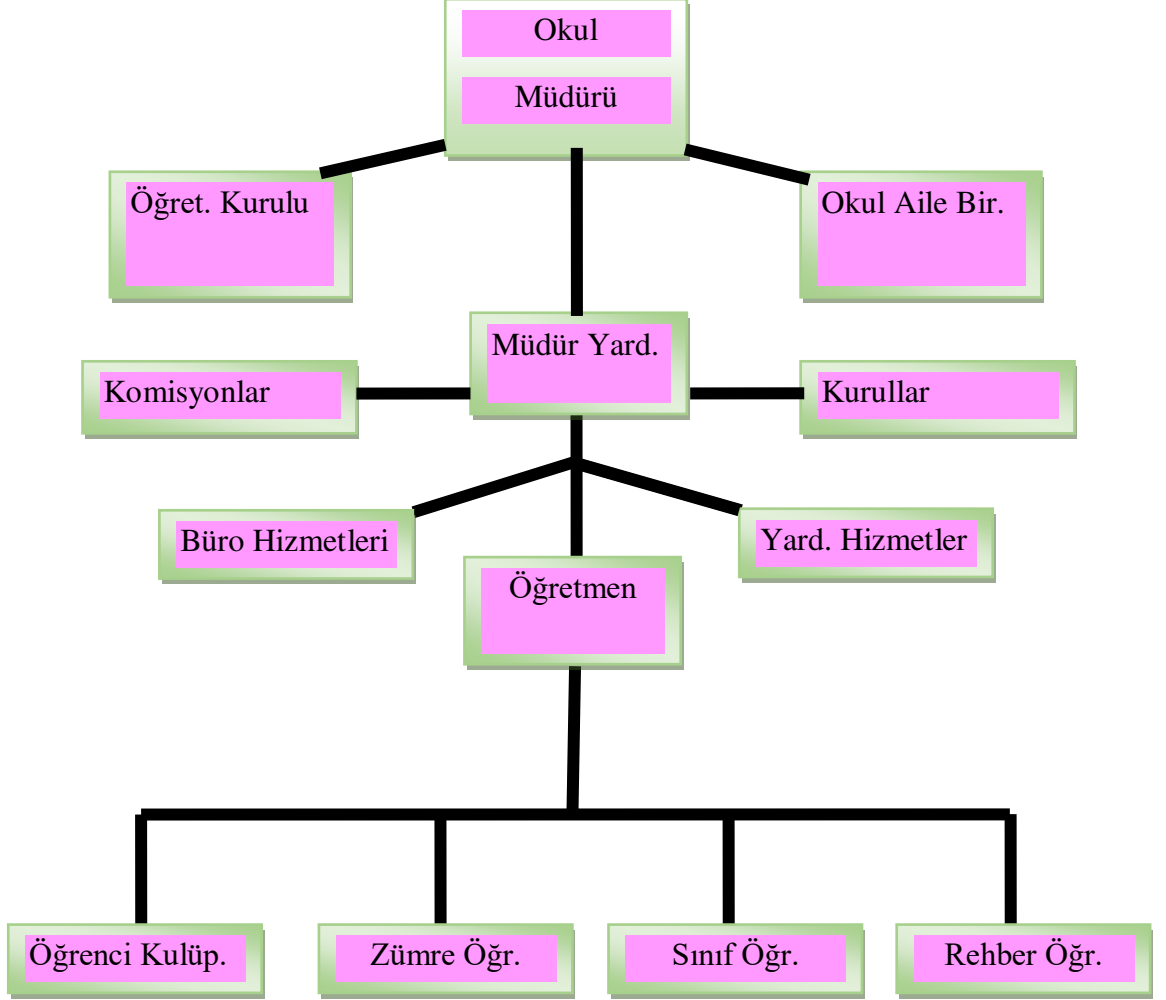 Okul
Müdürü
Öğret. Kurulu
Okul Aile Bir.
Müdür Yard.
Komisyonlar
Kurullar
Büro Hizmetleri
Yard. Hizmetler
Öğretmen
Öğrenci Kulüp.
Zümre Öğr.
Sınıf Öğr.
Rehber Öğr.